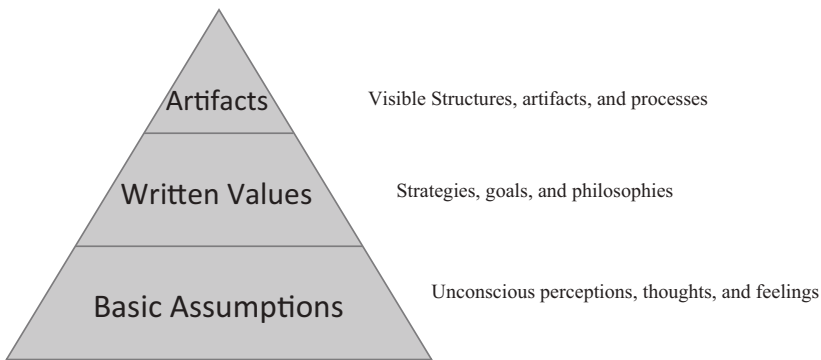 Artifacts
Visible Structures, artifacts, and processes
Written Values
Strategies, goals, and philosophies
Basic Assumptions
Unconscious perceptions, thoughts, and feelings